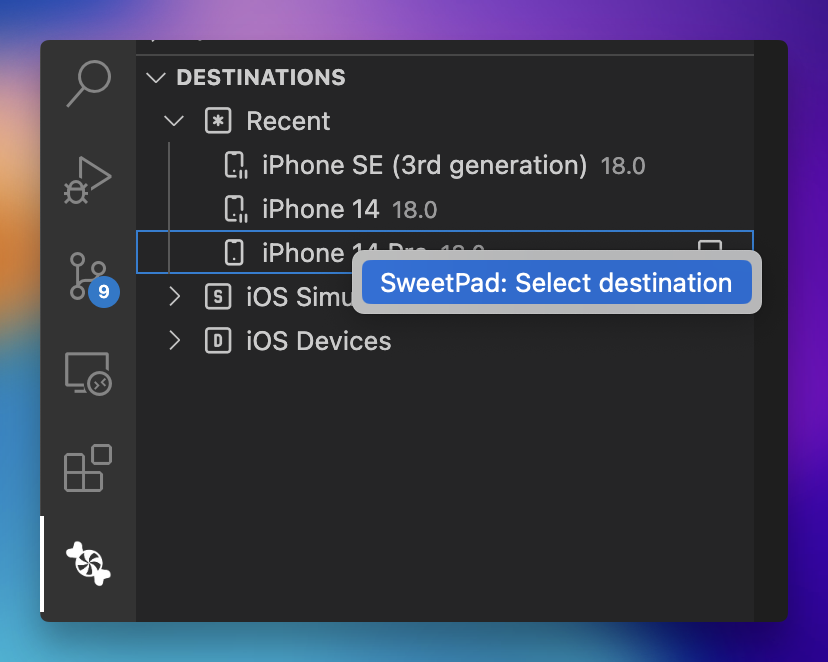 DESTINATIONS
Recent
iPhone SE (3rd generation) 18.0
iPhone 14 18.0
iPhone 14 Pro 18.0
SweetPad: Select destination
S iOS Simu
D iOS Devices
9